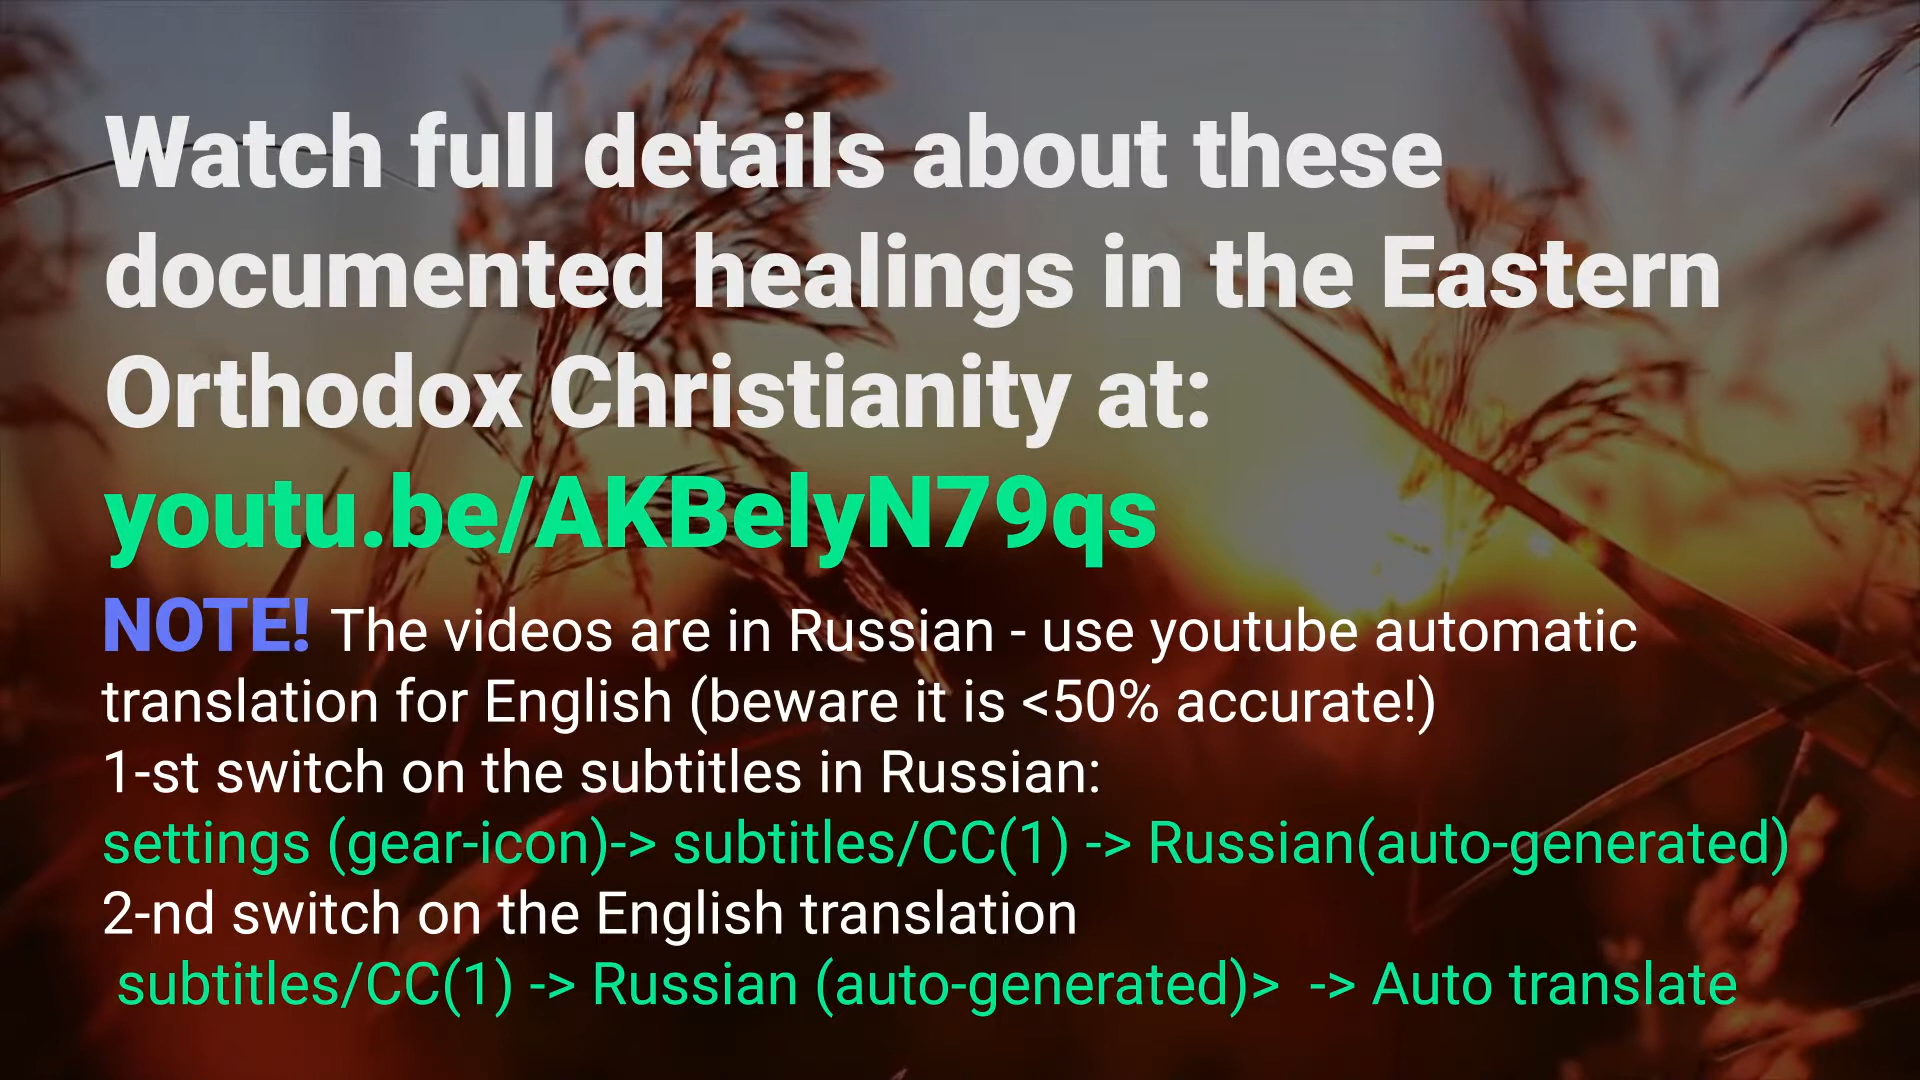 Watch full details about these
documented healings in the Eastern
Orthodox Christianity at:
youtu.be/AKBelyN79qs
NOTE! The videos are in Russian - use youtube automatic
translation for English (beware it is <50% accurate!)
1-st switch on the subtitles in Russian:
settings (gear-icon)-> subtitles/CC(1) -> Russian(auto-generated)
2-nd switch on the English translation
subtitles/CC(1) -> Russian (auto-generated)>  -> Auto translate